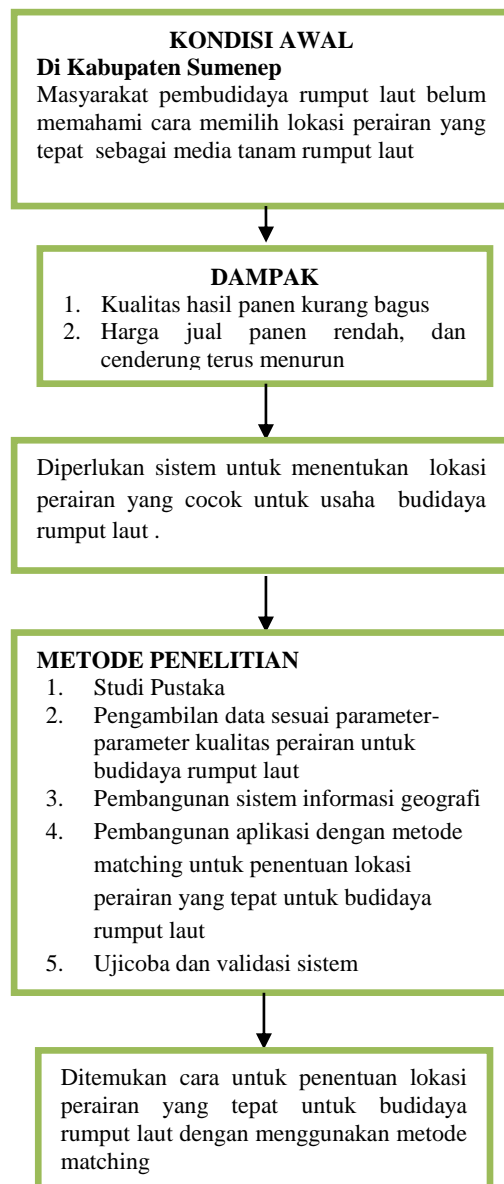 KONDISI AWAL
Di Kabupaten Sumenep
Masyarakat pembudidaya rumput laut belum
memahami cara memilih lokasi perairan yang
tepat sebagai media tanam rumput laut
DAMPAK
1. Kualitas hasil panen kurang bagus
2. Harga jual panen rendah, dan
cenderung terus menurun
Diperlukan sistem untuk menentukan lokasi
perairan yang cocok untuk usaha budidaya
rumput laut .
METODE PENELITIAN
1. Studi Pustaka
2. Pengambilan data sesuai parameter-
parameter kualitas perairan untuk
budidaya rumput laut
3. Pembangunan sistem informasi geografi
4. Pembangunan aplikasi dengan metode
matching untuk penentuan lokasi
perairan yang tepat untuk budidaya
rumput laut
5. Ujicoba dan validasi sistem
Ditemukan cara untuk penentuan lokasi
perairan yang tepat untuk budidaya
rumput laut dengan menggunakan metode
matching